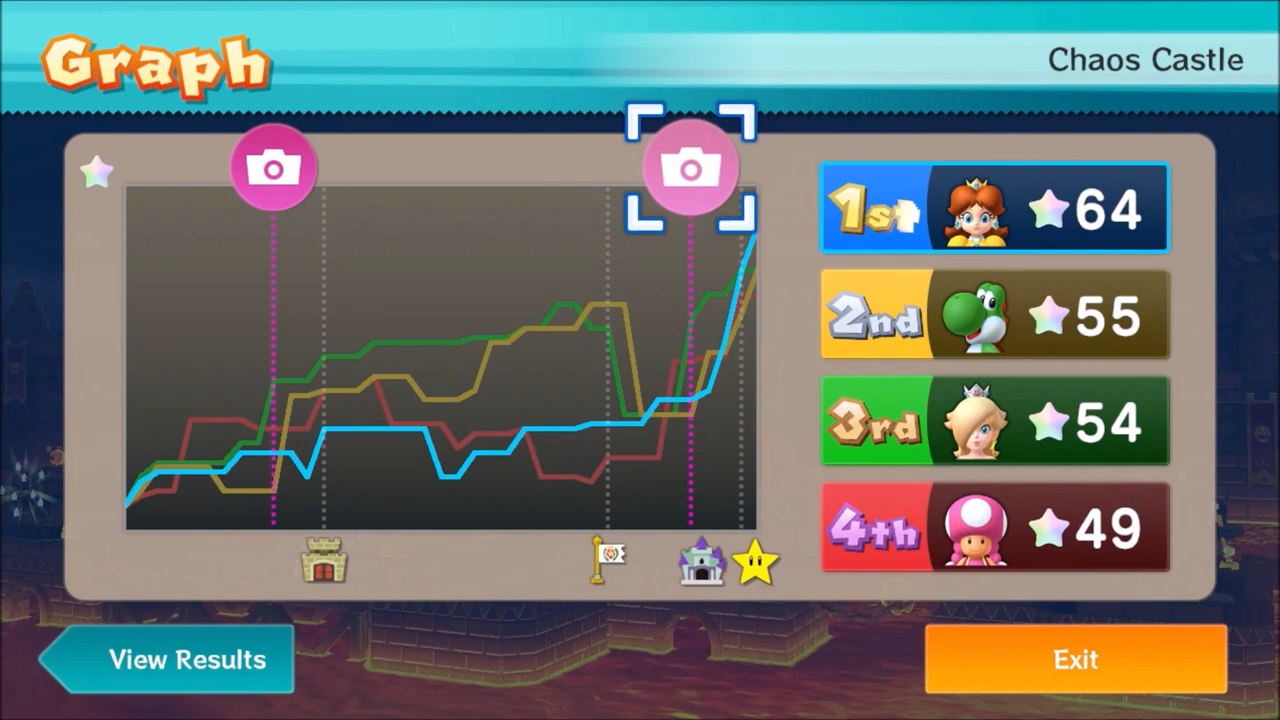 Graph
Chaos Castle
1st 64
2nd 55
3rd 54
4th 49
View Results
Exit